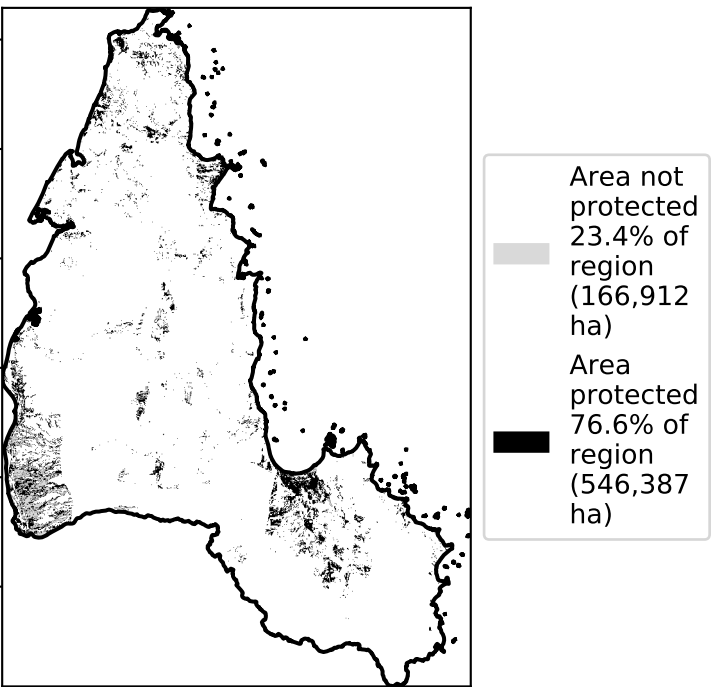 Area not
protected
23.4% of
region
(166,912
ha)
Area
protected
76.6% of
region
(546,387
ha)